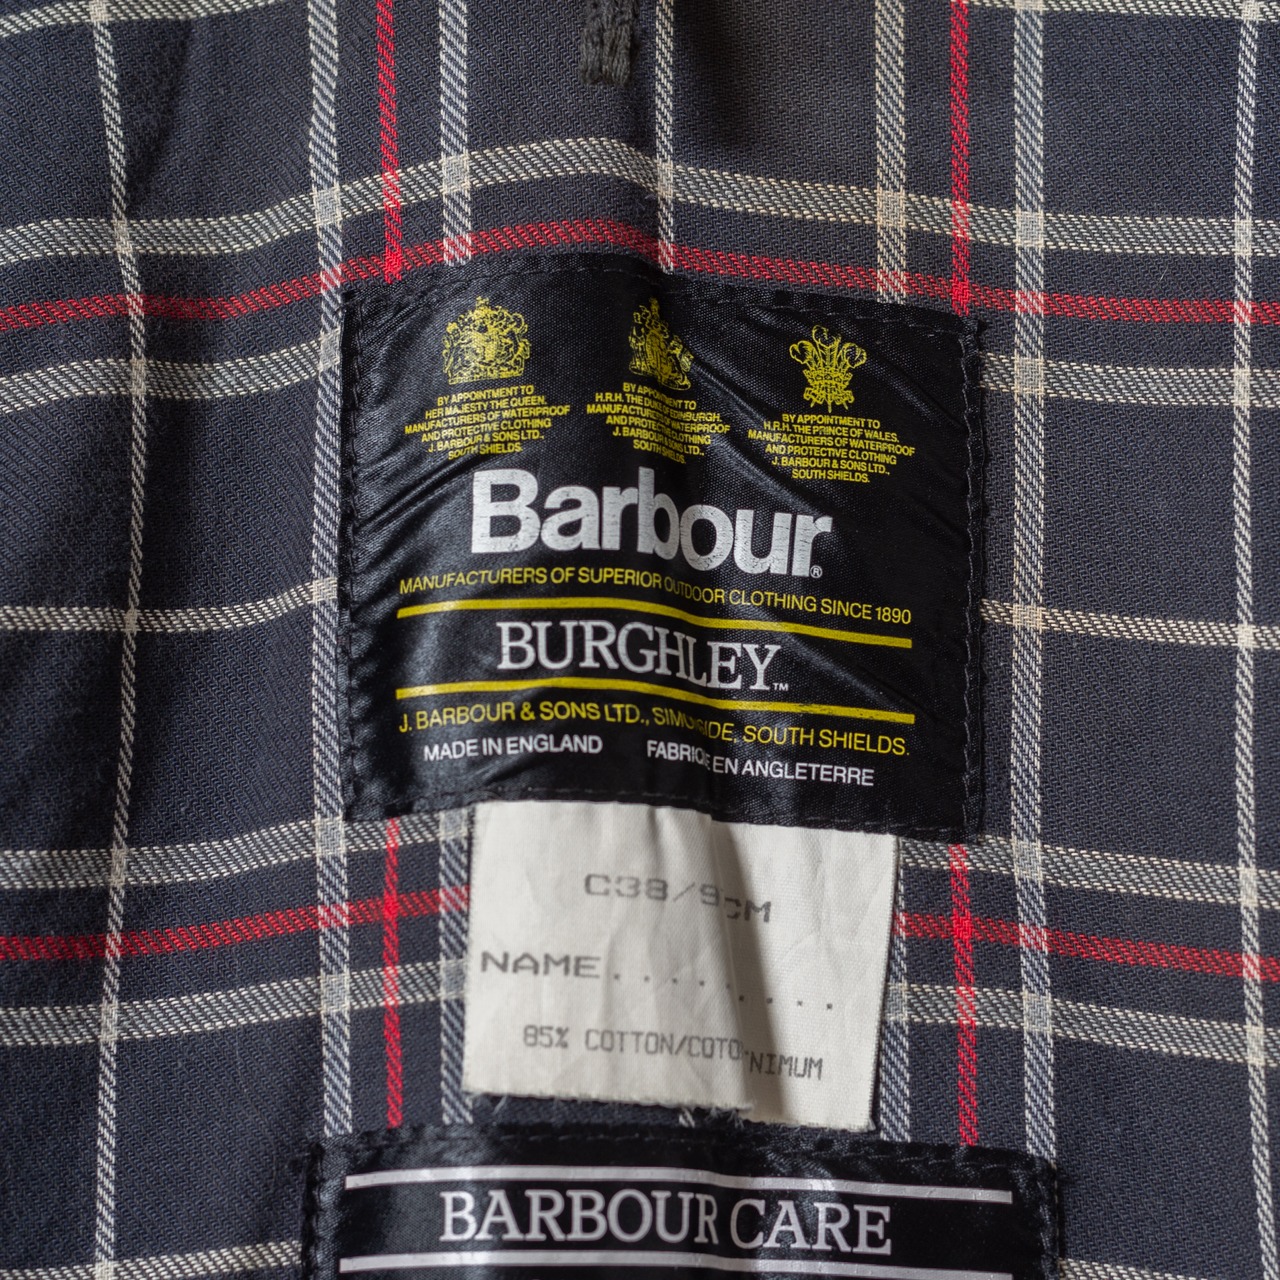 BY APPOINTMENT TO
HER MAJESTY THE QUEEN.
MANUFACTURERS OF WATERPROOF
AND PROTECTIVE CLOTHING
J. BARBOUR & SONS LTD.,
SOUTH SHIELDS.
BY APPOINTMENT TO
H.R.H. THE DUKE OF EDINBURGH.
MANUFACTURERS OF WATERPROOF
AND PROTECTIVE CLOTHING
J. BARBOUR & SONS LTD.,
SOUTH SHIELDS.
BY APPOINTMENT TO
H.R.H. THE PRINCE OF WALES.
MANUFACTURERS OF WATERPROOF
AND PROTECTIVE CLOTHING
J. BARBOUR & SONS LTD.,
SOUTH SHIELDS.
Barbour®
MANUFACTURERS OF SUPERIOR OUTDOOR CLOTHING SINCE 1890
BURGHLEY™
J. BARBOUR & SONS LTD., SIMONSIDE, SOUTH SHIELDS.
MADE IN ENGLAND FABRIQUE EN ANGLETERRE
NAME.........
85% COTTON/
BARBOUR CARE